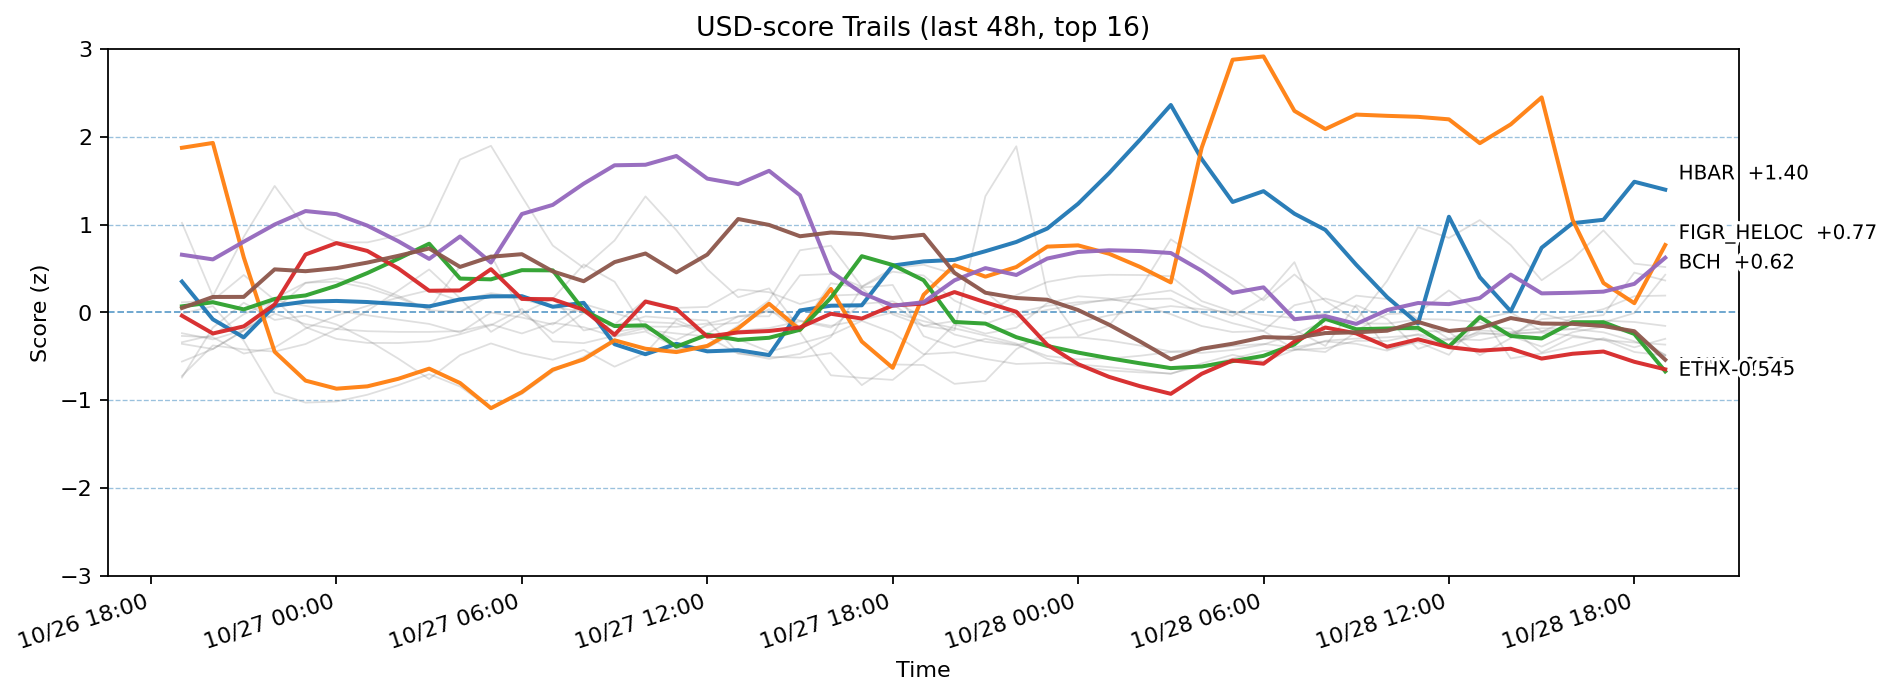 USD-score Trails (last 48h, top 16)
3
2
1
0
−1
−2
−3
Score (z)
HBAR +1.40
FIGR_HELOC +0.77
BCH +0.62
10/26 18:00
10/27 00:00
10/27 06:00
10/27 12:00
10/27 18:00
10/28 00:00
10/28 06:00
10/28 12:00
10/28 18:00
Time